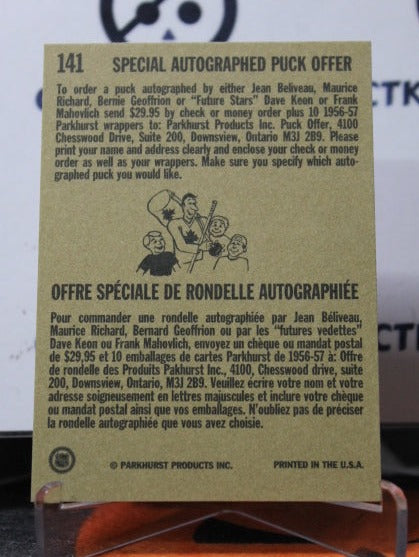 141 SPECIAL AUTOGRAPHED PUCK OFFER
To order a puck autographed by either Jean Beliveau, Maurice
Richard, Bernie Geoffrion or "Future Stars" Dave Keon or Frank
Mahovlich send $29.95 by check or money order plus 10 1956-57
Parkhurst wrappers to: Parkhurst Products Inc. Puck Offer, 4100
Chesswood Drive, Suite 200, Downsview, Ontario M3J 2B9. Please
print your name and address clearly and enclose your check or money
order as well as your wrappers. Make sure you specify which auto-
graphed puck you would like.
OFFRE SPÉCIALE DE RONDELLE AUTOGRAPHIÉE
Pour commander une rondelle autographiée par Jean Béliveau,
Maurice Richard, Bernard Geoffrion ou par les "futures vedettes"
Dave Keon ou Frank Mahovlich, envoyez un chèque ou mandat postal
de $29,95 et 10 emballages de cartes Parkhurst de 1956-57 à: Offre
de rondelle des Produits Pakhurst Inc., 4100, Chesswood drive, suite
200, Downsview, Ontario, M3J 2B9. Veuillez écrire votre nom et votre
adresse soigneusement en lettres majuscules et inclure votre chèque
ou mandat postal ainsi que vos emballages. N'oubliez pas de préciser
la rondelle autographiée que vous avez choisie.
© PARKHURST PRODUCTS INC. PRINTED IN THE U.S.A.